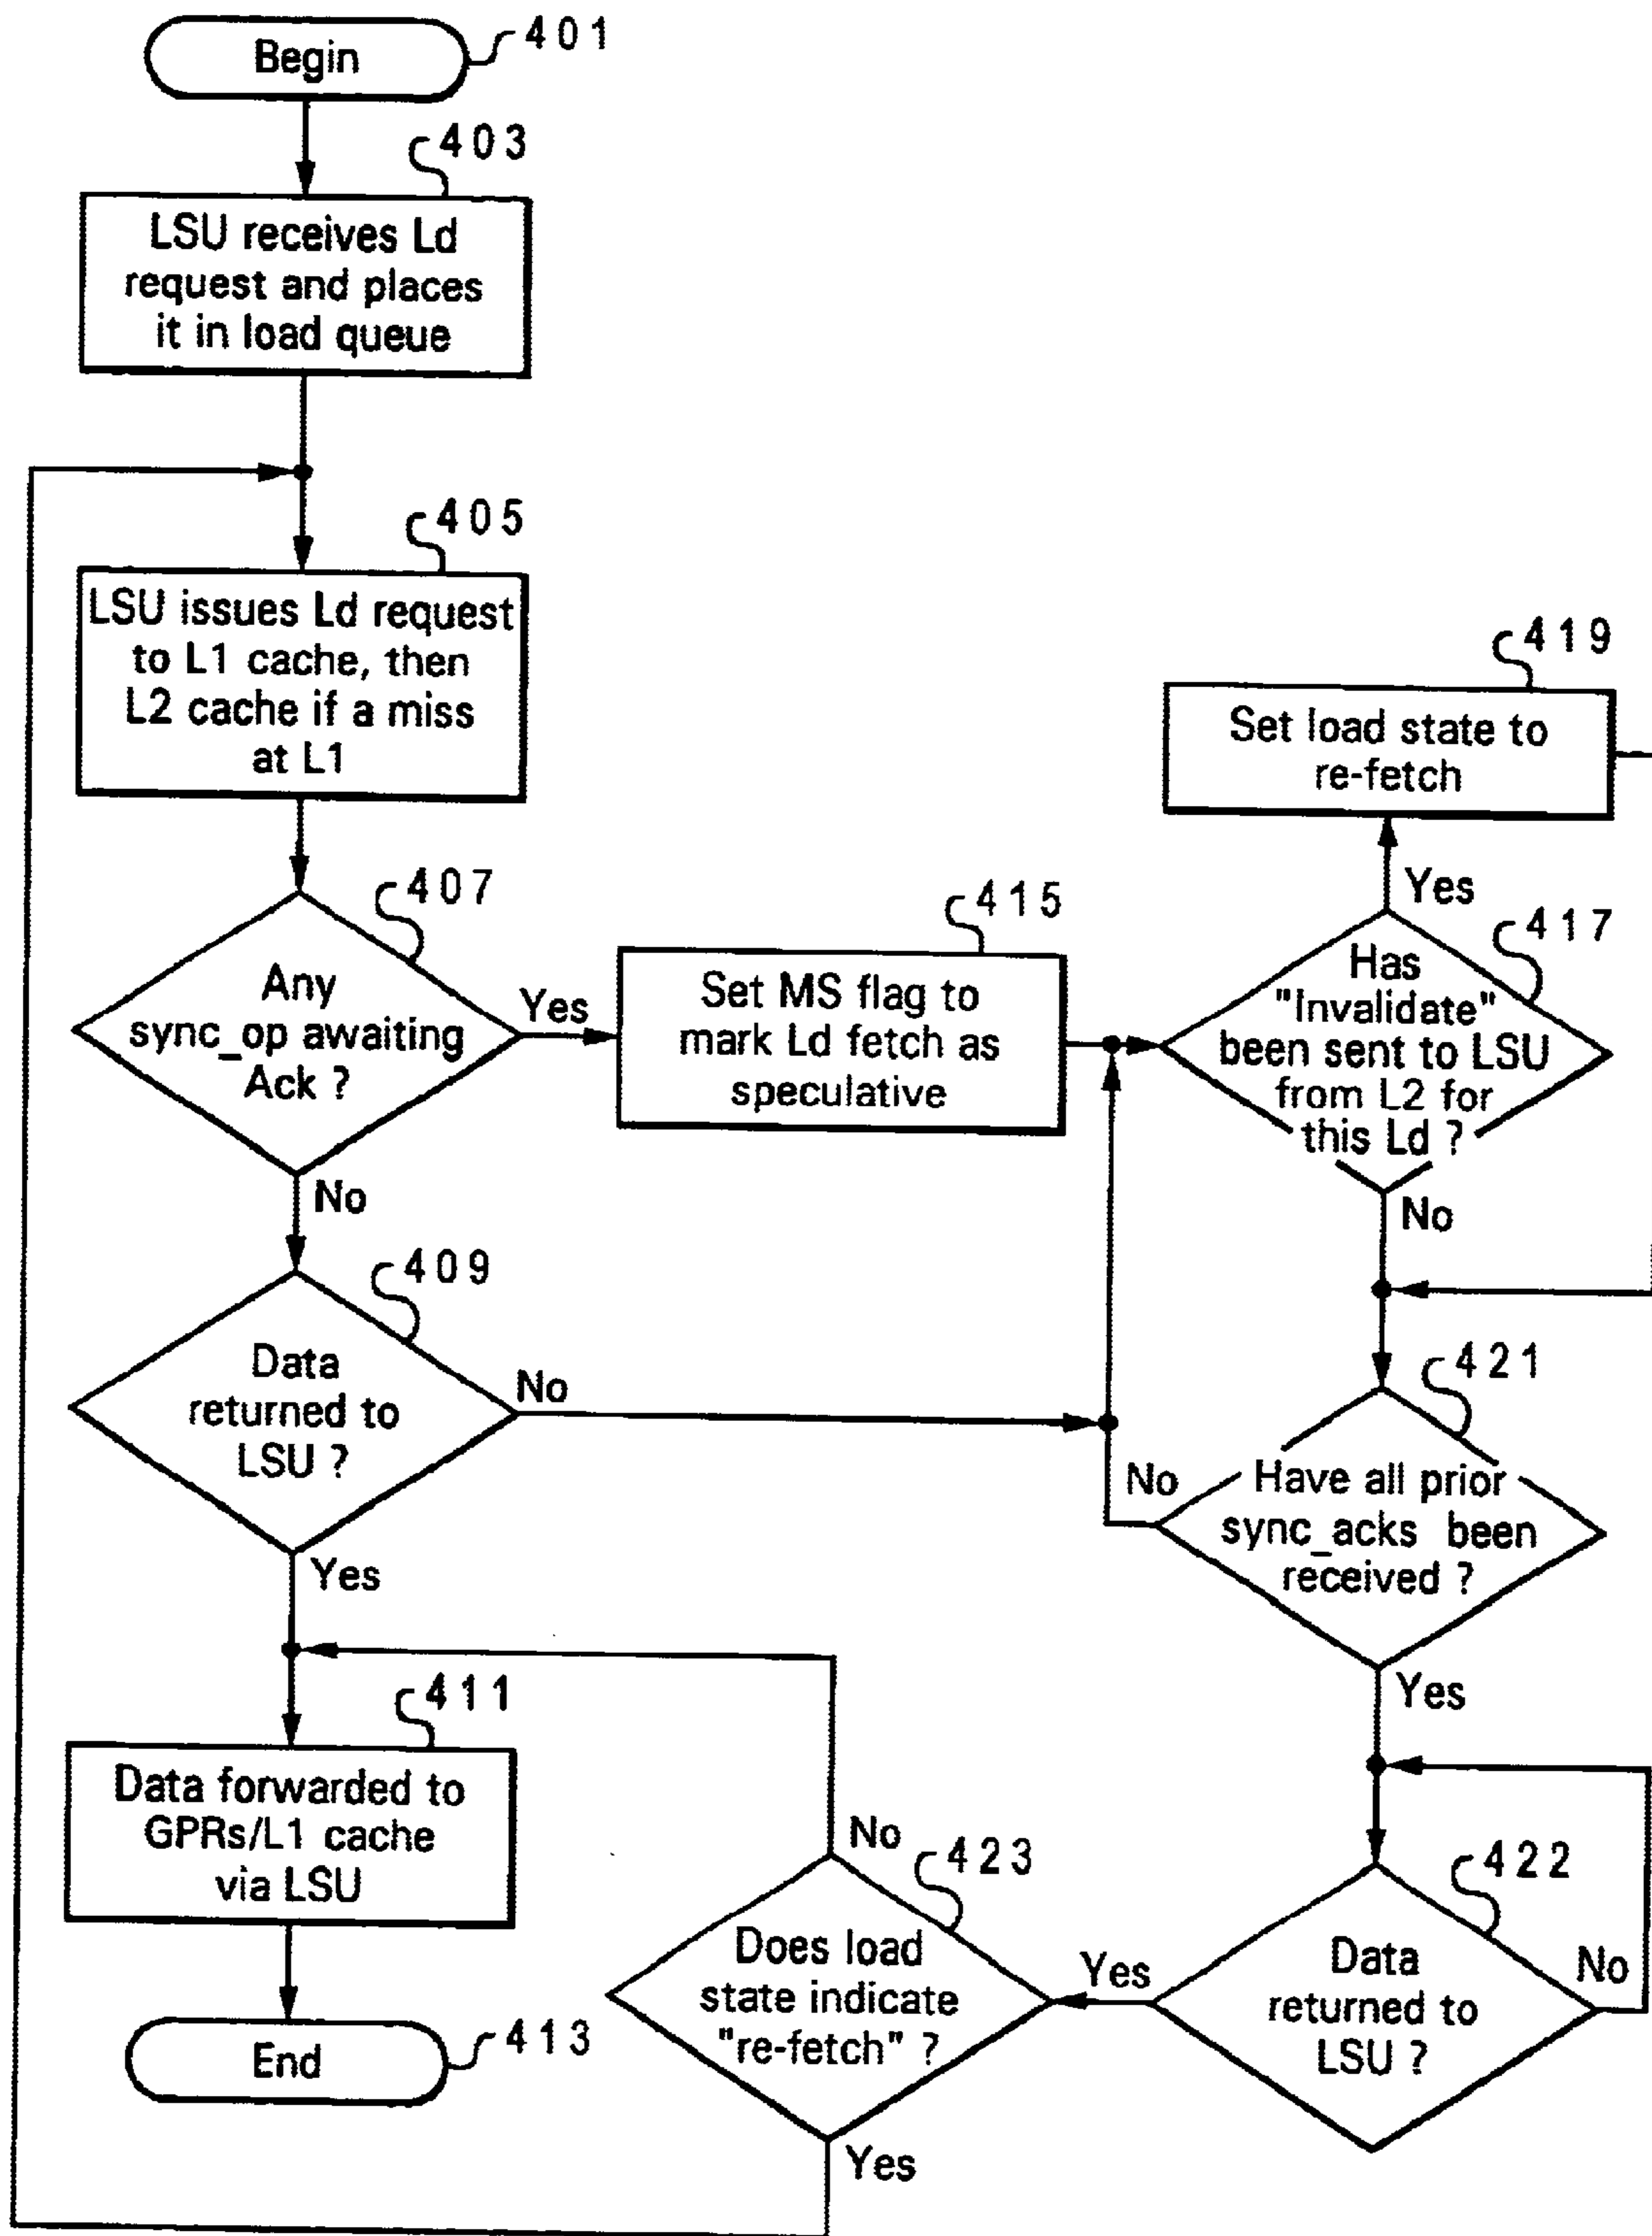 Begin
401
403
LSU receives Ld
request and places
it in load queue
405
LSU issues Ld request
to L1 cache, then
L2 cache if a miss
at L1
407
Any
sync_op awaiting
Ack ?
Yes
No
415
Set MS flag to
mark Ld fetch as
speculative
419
Set load state to
re-fetch
Yes
417
Has
"Invalidate"
been sent to LSU
from L2 for
this Ld ?
No
409
Data
returned to
LSU ?
No
Yes
421
Have all prior
sync_acks been
received ?
No
Yes
411
Data forwarded to
GPRs/L1 cache
via LSU
End
413
No
423
Does load
state indicate
"re-fetch" ?
Yes
Yes
422
Data
returned to
LSU ?
No